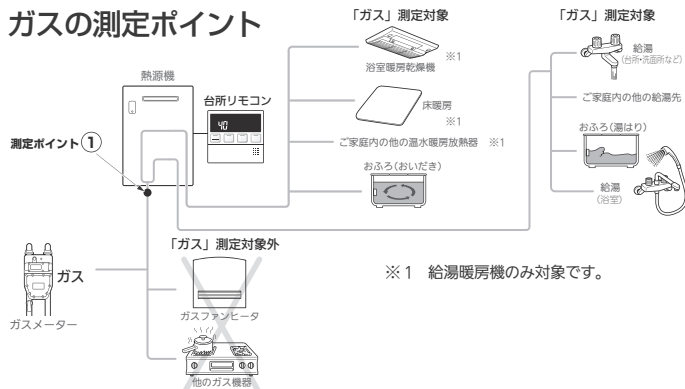 ガスの測定ポイント
熱源機
台所リモコン
40
測定ポイント①
「ガス」測定対象
※1
浴室暖房乾燥機
床暖房
※1
ご家庭内の他の温水暖房放熱器 ※1
おふろ(おいだき)
「ガス」測定対象
給湯
(台所・洗面所など)
ご家庭内の他の給湯先
おふろ(湯はり)
給湯
(浴室)
ガス
ガスメーター
「ガス」測定対象外
ガスファンヒータ
他のガス機器
※1 給湯暖房機のみ対象です。